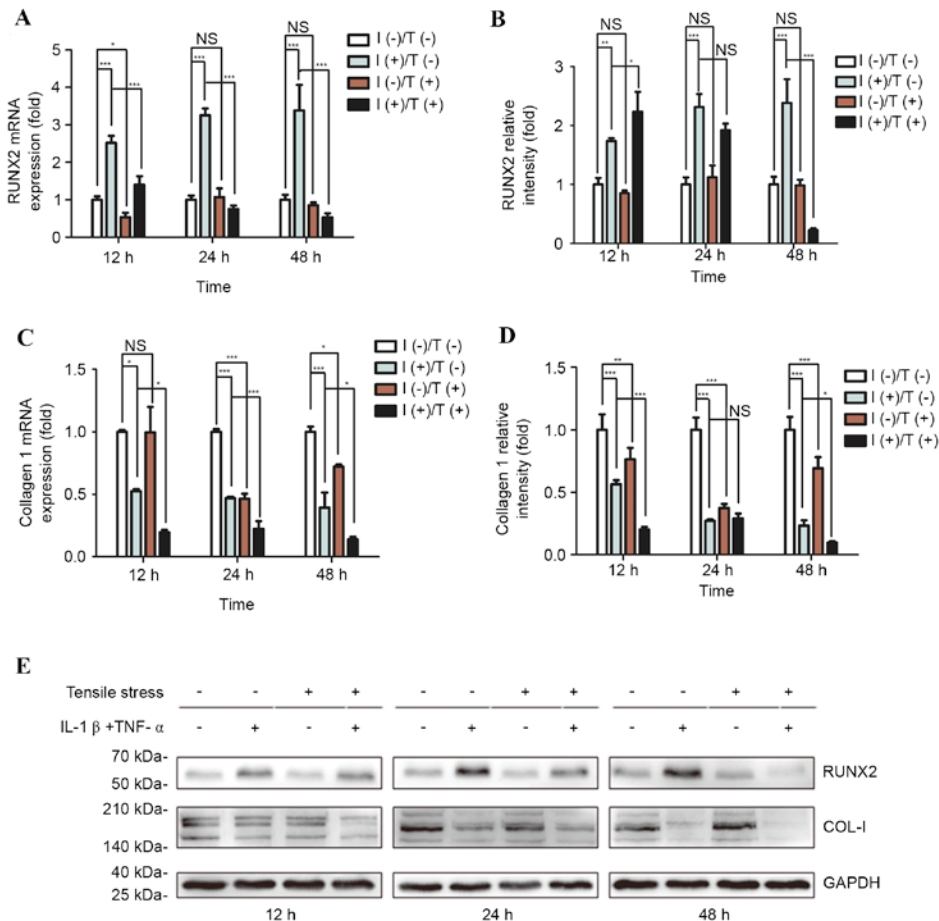 A
RUNX2 mRNA
expression (fold)
5
4
3
2
1
0
*
***
***
NS
***
***
NS
***
***
12 h
24 h
48 h
Time
I (-)/T (-)
I (+)/T (-)
I (-)/T (+)
I (+)/T (+)
B
RUNX2 relative
intensity (fold)
3
2
1
0
NS
**
*
NS
***
NS
NS
***
***
12 h
24 h
48 h
Time
I (-)/T (-)
I (+)/T (-)
I (-)/T (+)
I (+)/T (+)
C
Collagen 1 mRNA
expression (fold)
1.5
1.0
0.5
0.0
NS
*
*
***
***
***
*
***
*
12 h
24 h
48 h
Time
I (-)/T (-)
I (+)/T (-)
I (-)/T (+)
I (+)/T (+)
D
Collagen 1 relative
intensity (fold)
1.5
1.0
0.5
0.0
**
***
***
***
***
NS
***
***
*
12 h
24 h
48 h
Time
I (-)/T (-)
I (+)/T (-)
I (-)/T (+)
I (+)/T (+)
E
Tensile stress - - + + - - + + - - + +
IL-1 β +TNF- α - + - + - + - + - + - +
70 kDa-
50 kDa-
RUNX2
210 kDa-
140 kDa-
COL-I
40 kDa-
25 kDa-
GAPDH
12 h 24 h 48 h